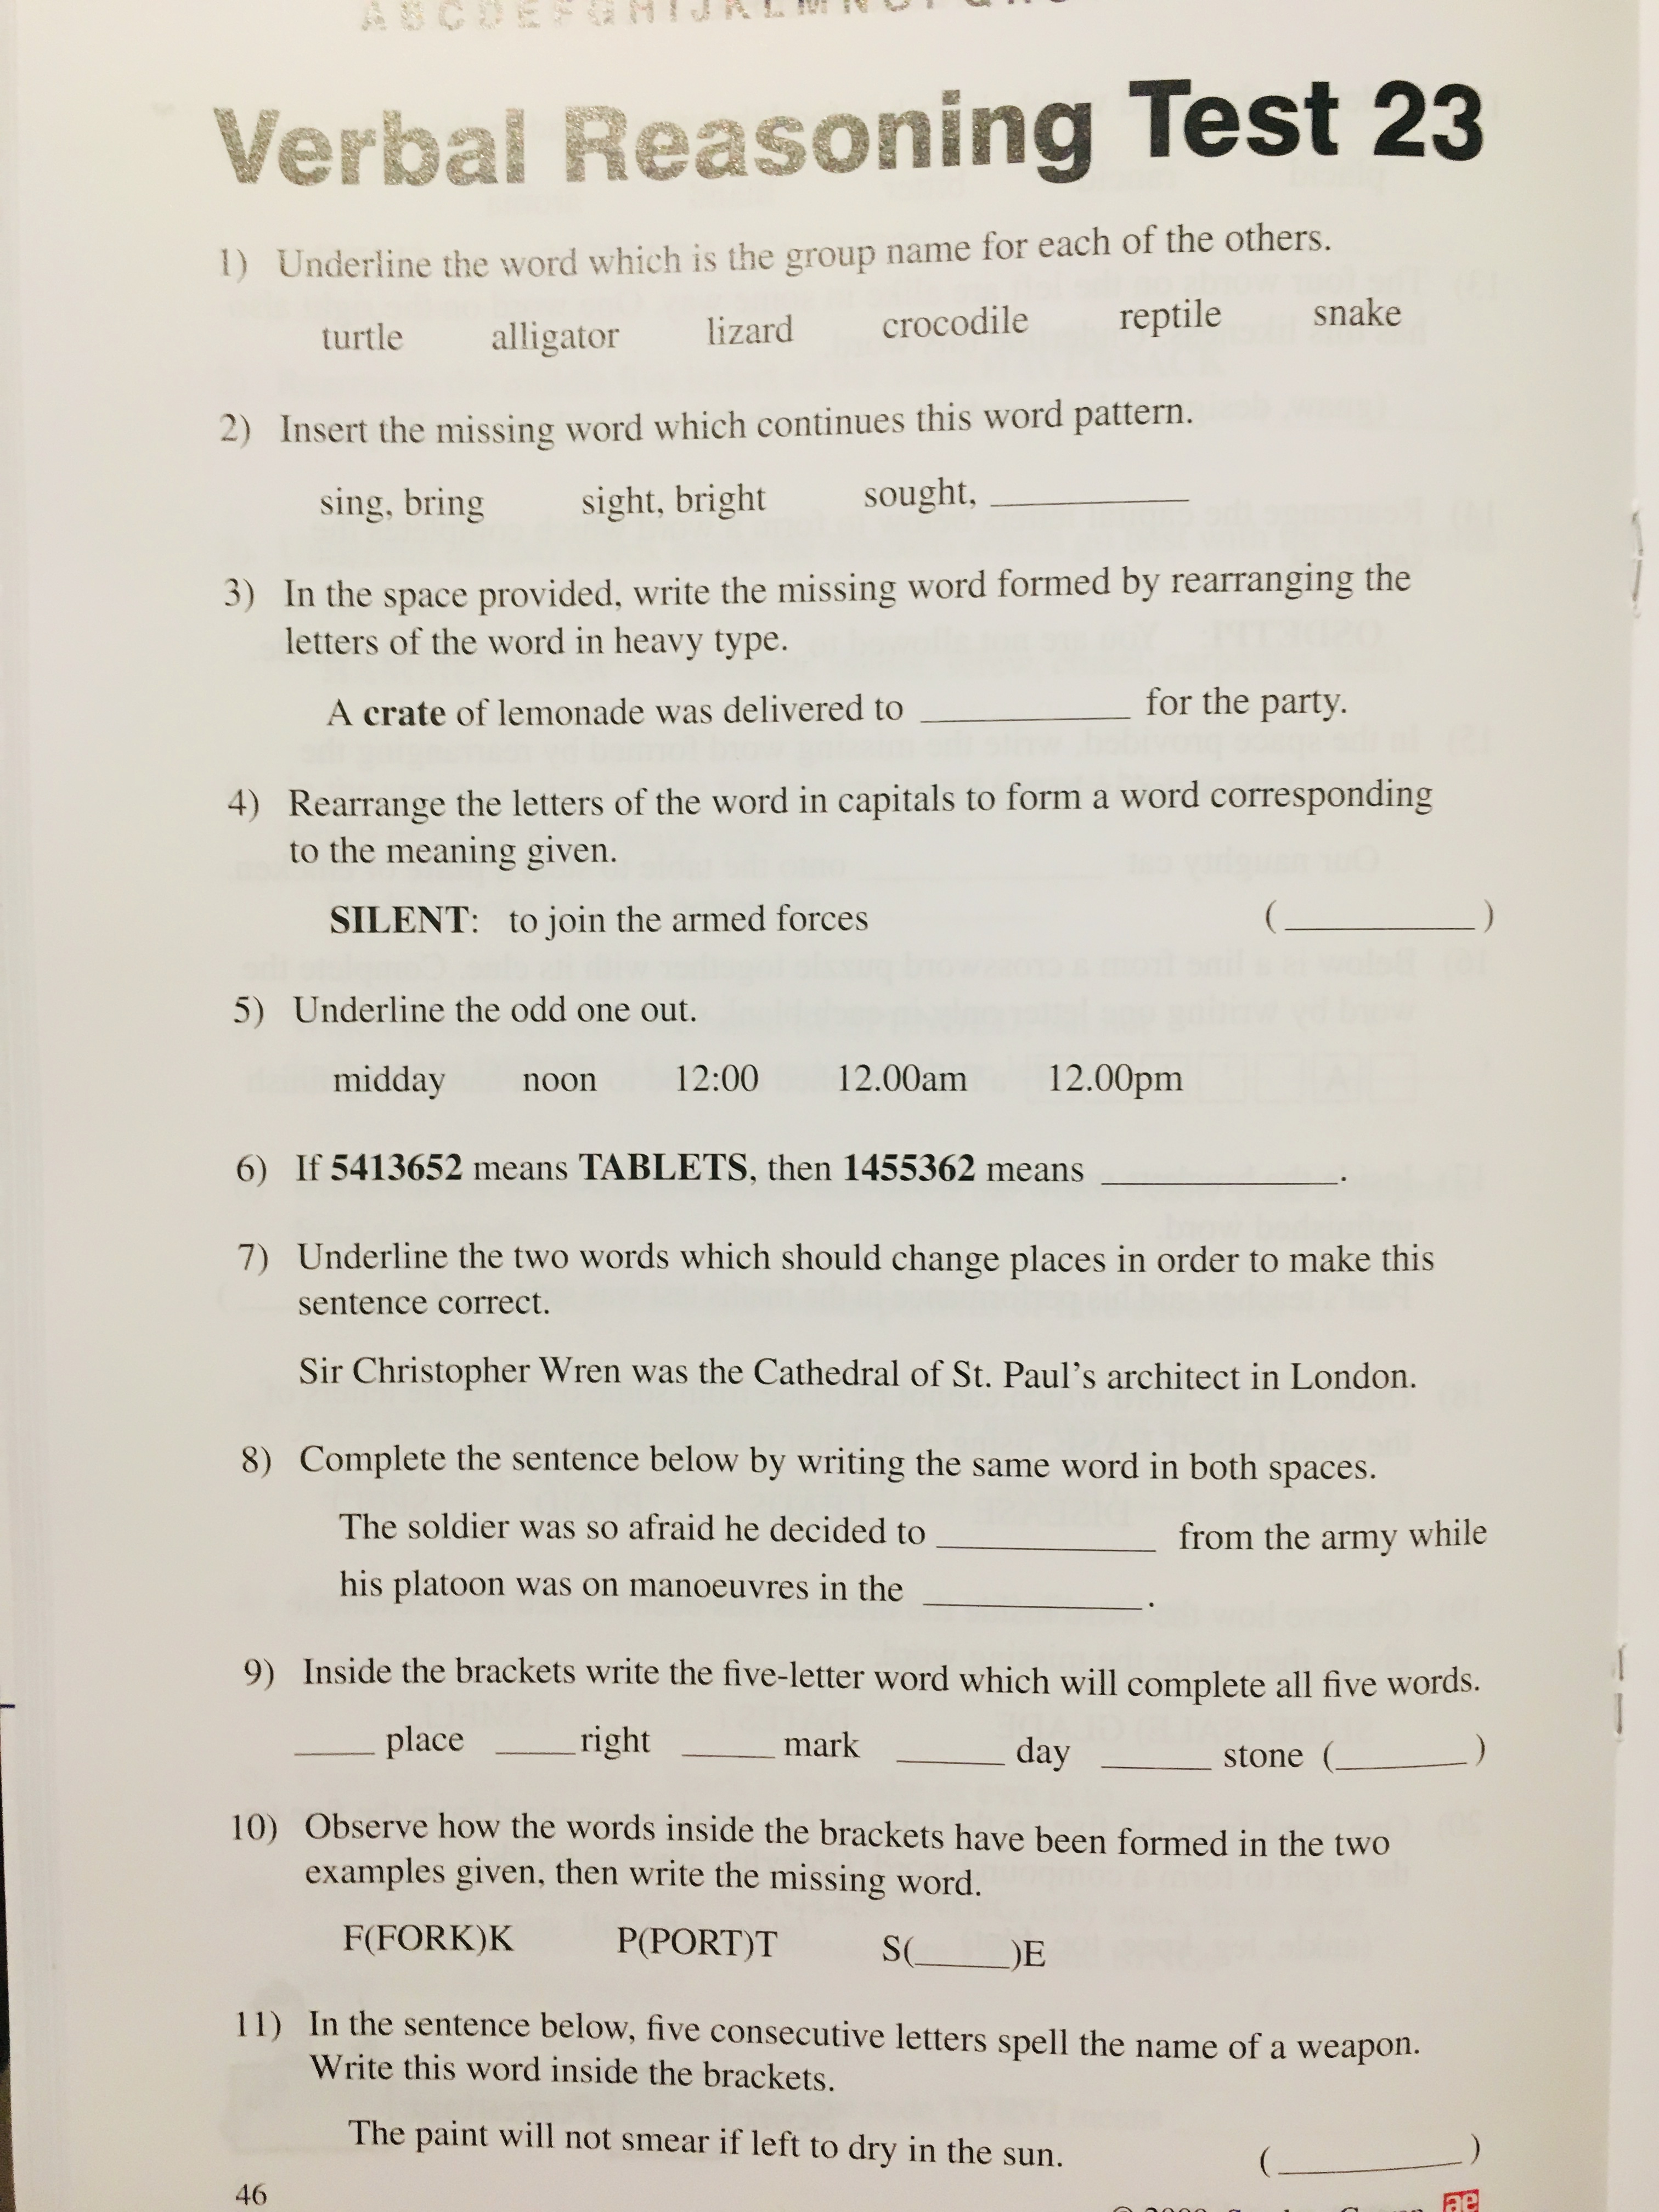 Verbal Reasoning Test 23
1) Underline the word which is the group name for each of the others.
turtle alligator lizard crocodile reptile snake
2) Insert the missing word which continues this word pattern.
sing, bring sight, bright sought, __________
3) In the space provided, write the missing word formed by rearranging the
letters of the word in heavy type.
A crate of lemonade was delivered to __________ for the party.
4) Rearrange the letters of the word in capitals to form a word corresponding
to the meaning given.
SILENT: to join the armed forces (__________)
5) Underline the odd one out.
midday noon 12:00 12.00am 12.00pm
6) If 5413652 means TABLETS, then 1455362 means __________.
7) Underline the two words which should change places in order to make this
sentence correct.
Sir Christopher Wren was the Cathedral of St. Paul's architect in London.
8) Complete the sentence below by writing the same word in both spaces.
The soldier was so afraid he decided to __________ from the army while
his platoon was on manoeuvres in the __________.
9) Inside the brackets write the five-letter word which will complete all five words.
____ place ____ right ____ mark ____ day ____ stone (______)
10) Observe how the words inside the brackets have been formed in the two
examples given, then write the missing word.
F(FORK)K P(PORT)T S(____)E
11) In the sentence below, five consecutive letters spell the name of a weapon.
Write this word inside the brackets.
The paint will not smear if left to dry in the sun. (__________)
46
ae